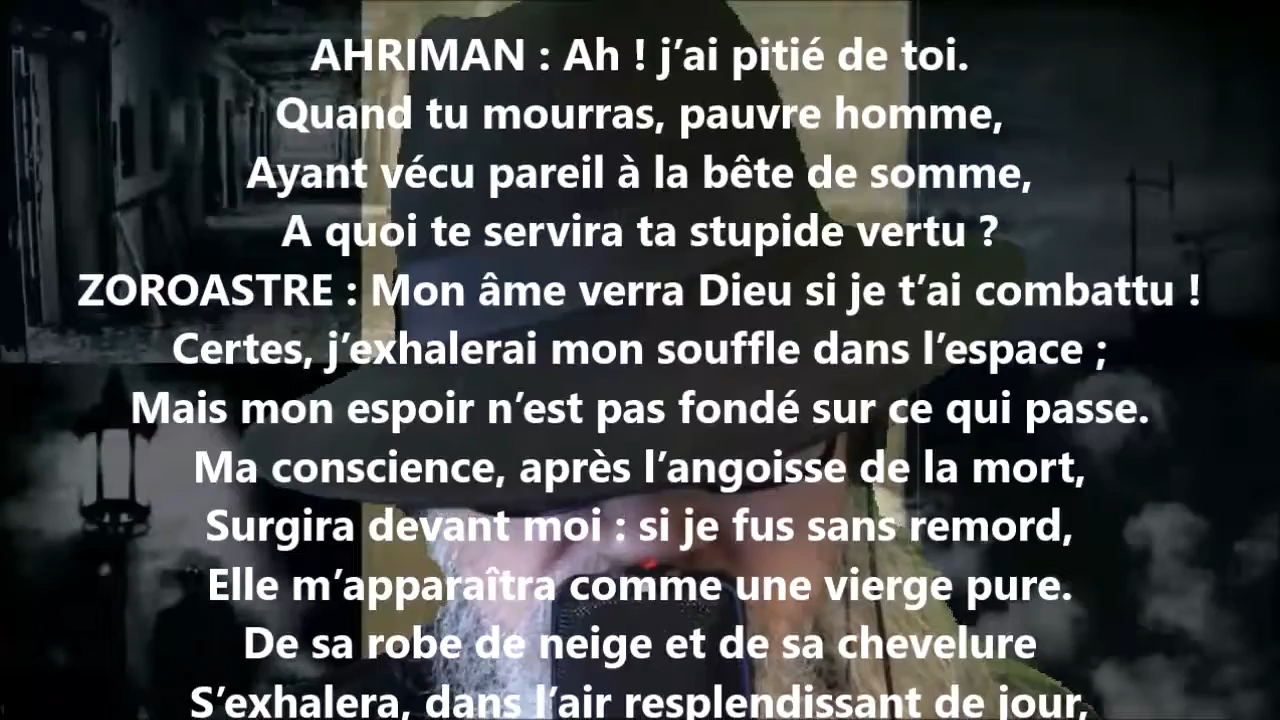 AHRIMAN : Ah ! j’ai pitié de toi.
Quand tu mourras, pauvre homme,
Ayant vécu pareil à la bête de somme,
A quoi te servira ta stupide vertu ?
ZOROASTRE : Mon âme verra Dieu si je t’ai combattu !
Certes, j’exhalerai mon souffle dans l’espace ;
Mais mon espoir n’est pas fondé sur ce qui passe.
Ma conscience, après l’angoisse de la mort,
Surgira devant moi : si je fus sans remord,
Elle m’apparaîtra comme une vierge pure.
De sa robe de neige et de sa chevelure
S’exhalera, dans l’air resplendissant de jour,